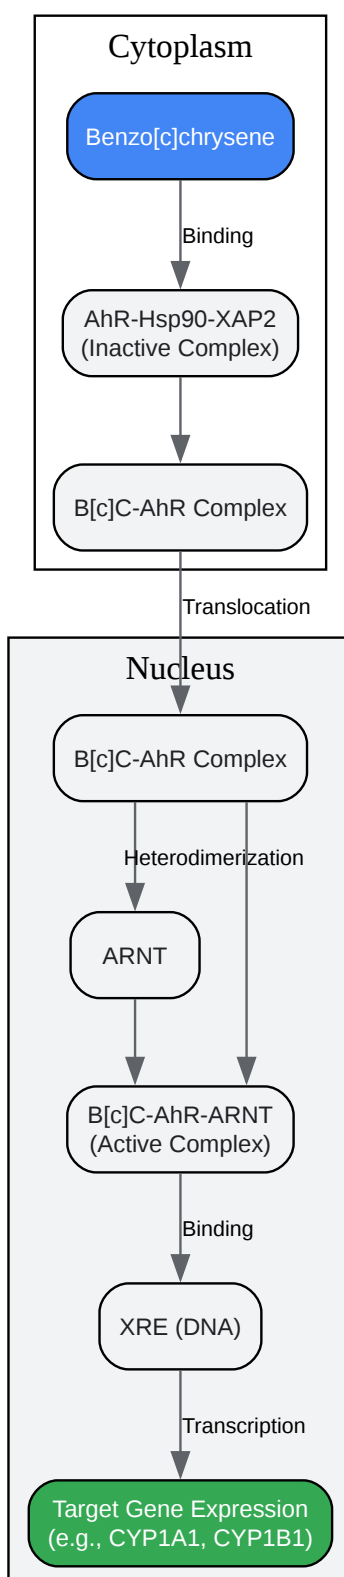 Cytoplasm
Benzo[c]chrysene
Binding
AhR-Hsp90-XAP2
(Inactive Complex)
B[c]C-AhR Complex
Translocation
Nucleus
B[c]C-AhR Complex
Heterodimerization
ARNT
B[c]C-AhR-ARNT
(Active Complex)
Binding
XRE (DNA)
Transcription
Target Gene Expression
(e.g., CYP1A1, CYP1B1)